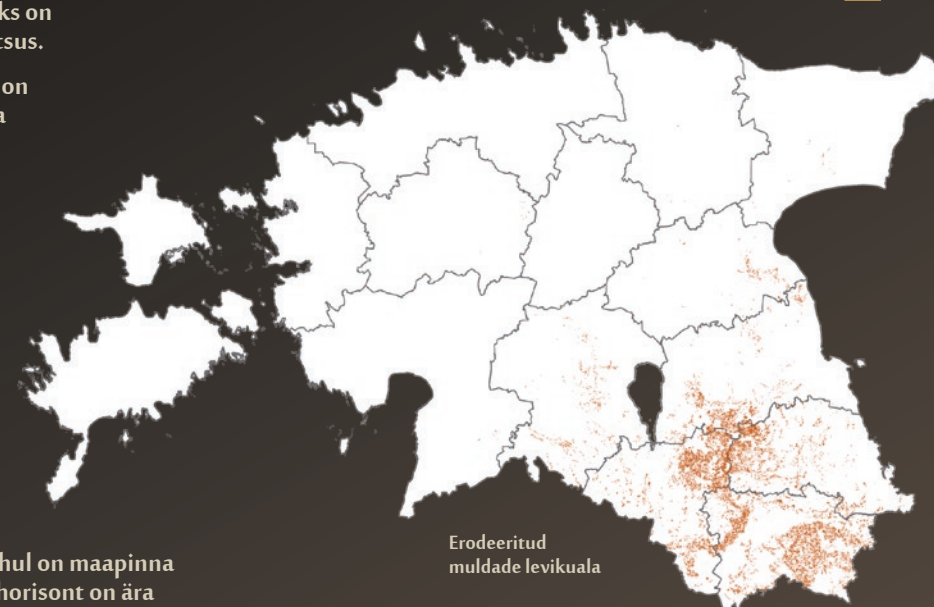 ks on
tsus.
on
a
hul on maapinna
horisont on ära
Erodeeritud
muldade levikuala